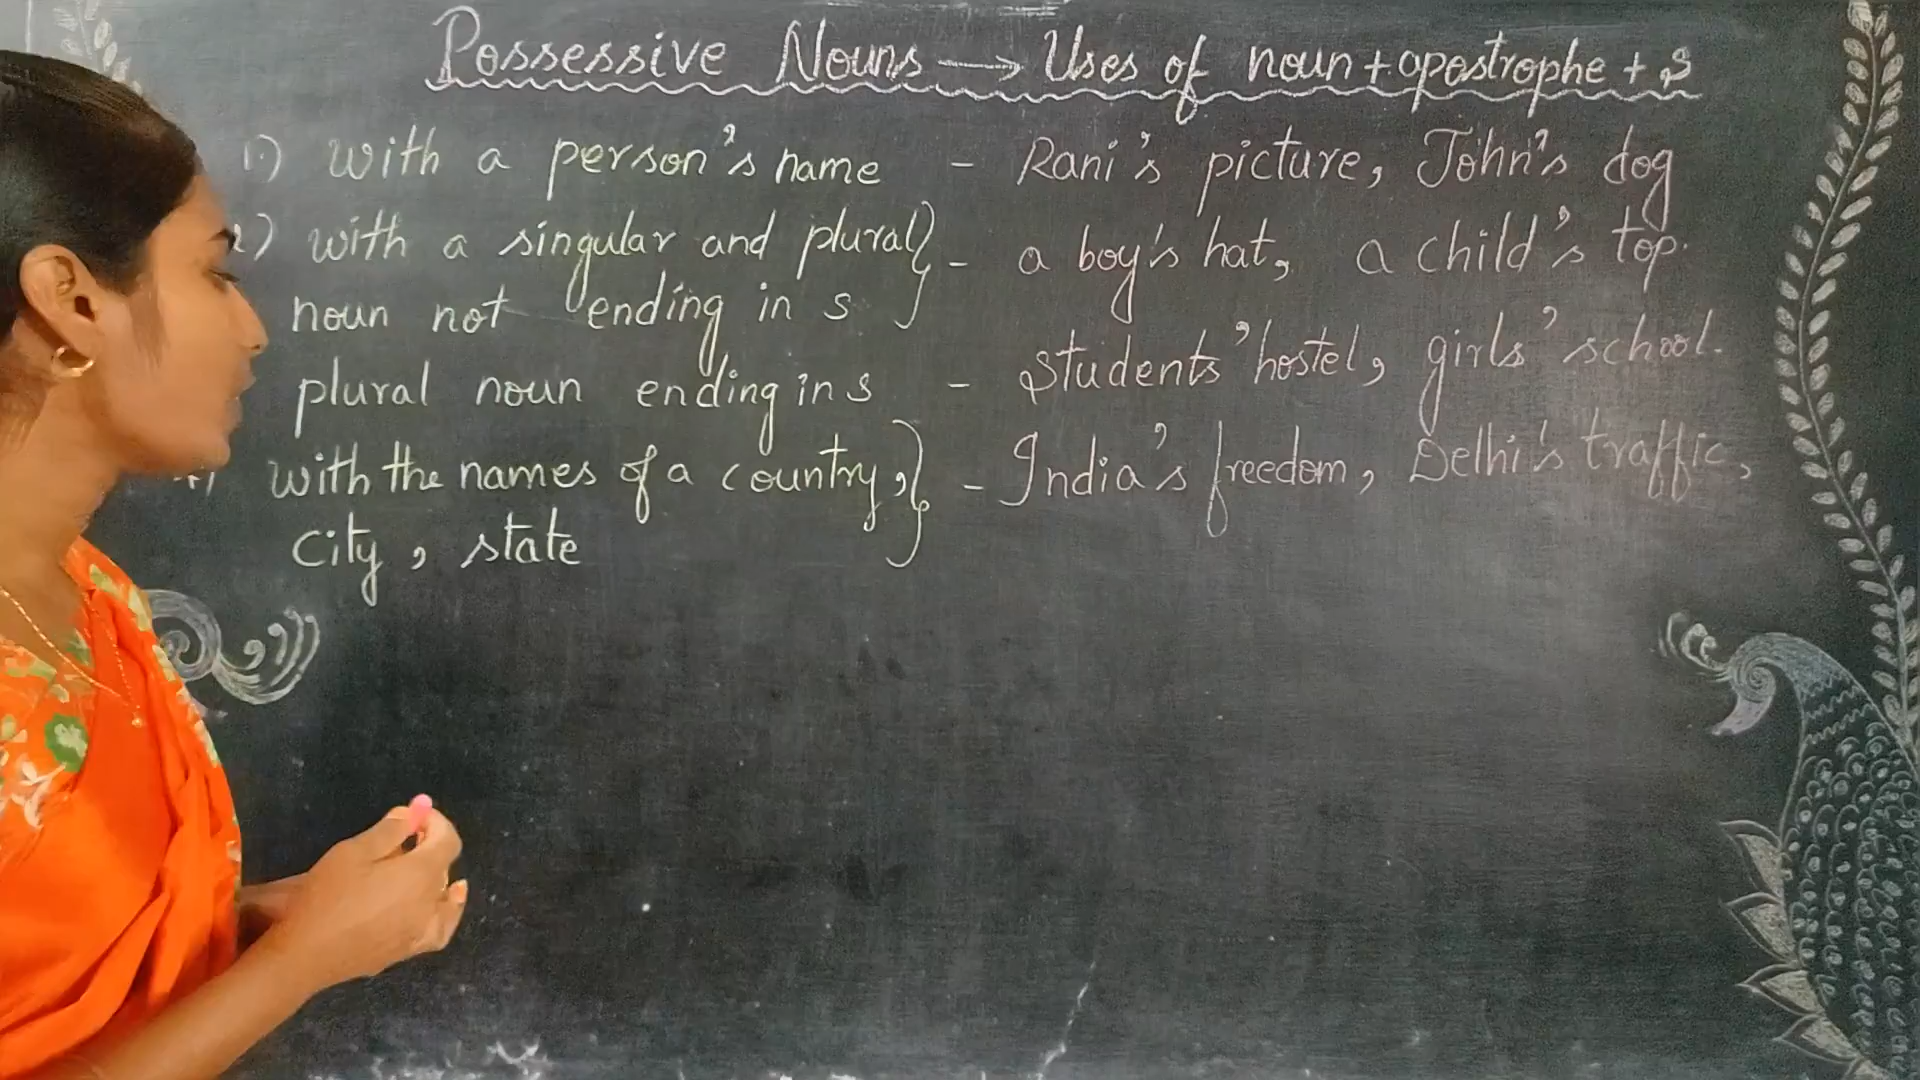 Possessive Nouns → Uses of noun + apostrophe + s
1.) with a person's name - Rani's picture, John's dog
2) with a singular and plural } - a boy's hat, a child's top.
noun not ending in s
plural noun ending in s - students' hostel, girls' school.
with the names of a country, } - India's freedom, Delhi's traffic,
city, state